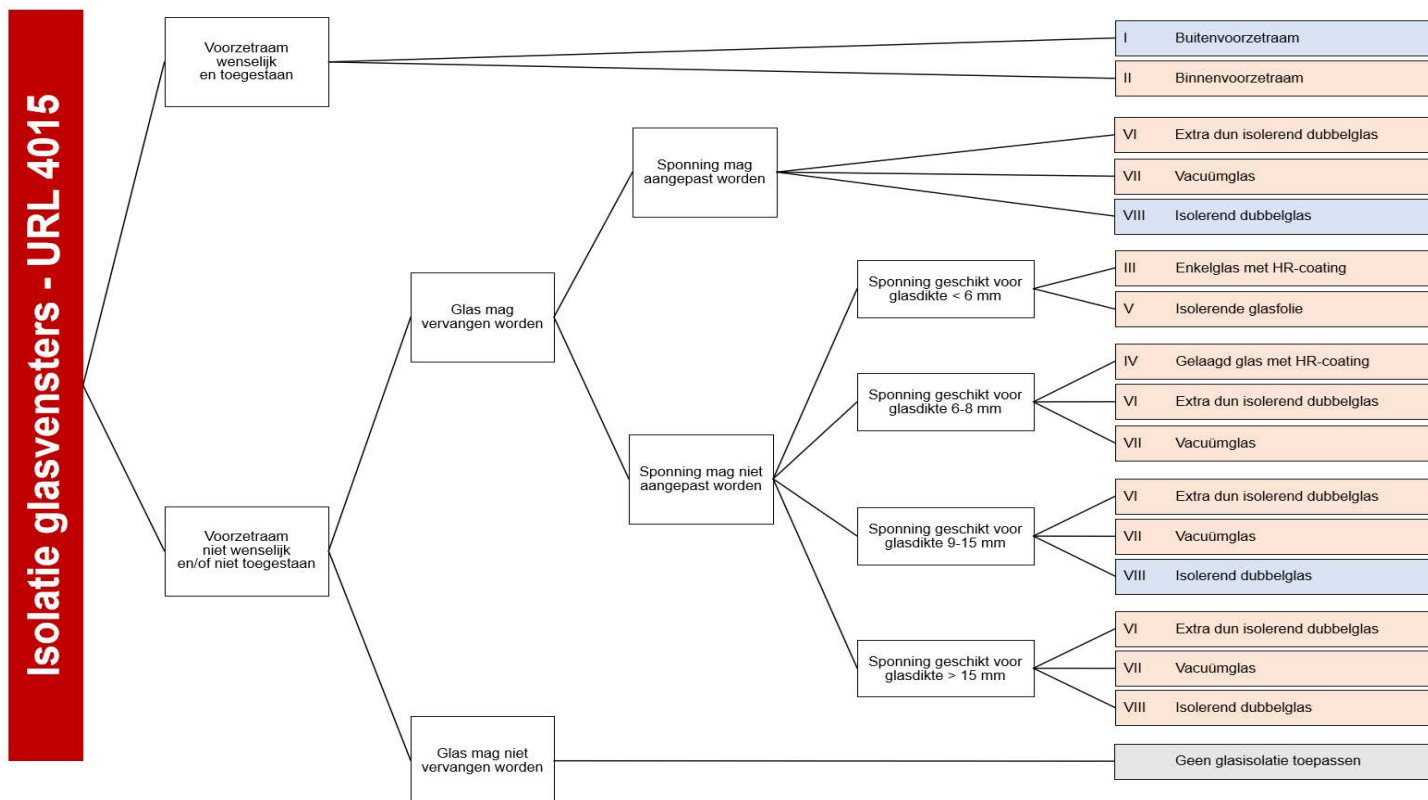 Isolatie glasvensters - URL 4015
Voorzetraam
wenselijk
en toegestaan
I Buitenvoorzetraam
II Binnenvoorzetraam
Sponning mag
aangepast worden
VI Extra dun isolerend dubbelglas
VII Vacuümglas
VIII Isolerend dubbelglas
Glas mag
vervangen worden
Sponning geschikt voor
glasdikte < 6 mm
III Enkelglas met HR-coating
V Isolerende glasfolie
Sponning geschikt voor
glasdikte 6-8 mm
IV Gelaagd glas met HR-coating
VI Extra dun isolerend dubbelglas
VII Vacuümglas
Sponning mag niet
aangepast worden
Voorzetraam
niet wenselijk
en/of niet toegestaan
Sponning geschikt voor
glasdikte 9-15 mm
VI Extra dun isolerend dubbelglas
VII Vacuümglas
VIII Isolerend dubbelglas
Sponning geschikt voor
glasdikte > 15 mm
VI Extra dun isolerend dubbelglas
VII Vacuümglas
VIII Isolerend dubbelglas
Glas mag niet
vervangen worden
Geen glasisolatie toepassen